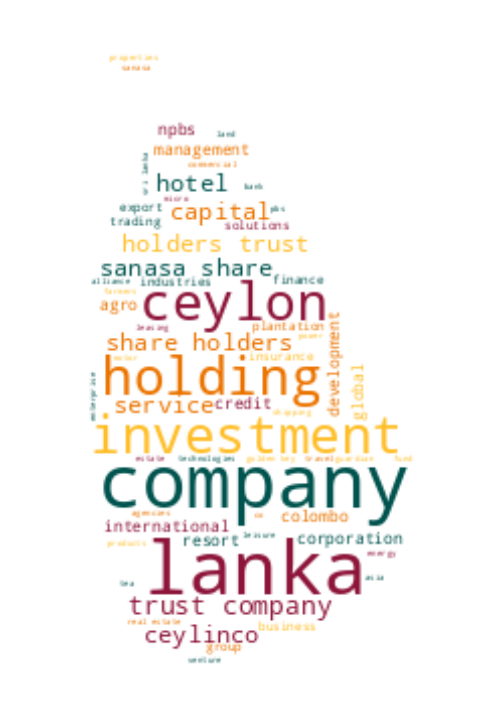 properties
sanasa
npbs
land
management
sri lanka
commercial
hotel
bank
micro
export
capital
pbs
trading
solutions
holders trust
sanasa share
alliance
industries
finance
farmers
agro
ceylon
leasing
plantation
development
power
share holders
insurance
holding
global
enterprise
service
credit
shipping
investment
estate
technologies
golden key
travel
guardian
fund
company
agencies
colombo
international
products
resort
leisure
corporation
lanka
energy
asia
tea
trust company
real estate
business
ceylinco
group
venture